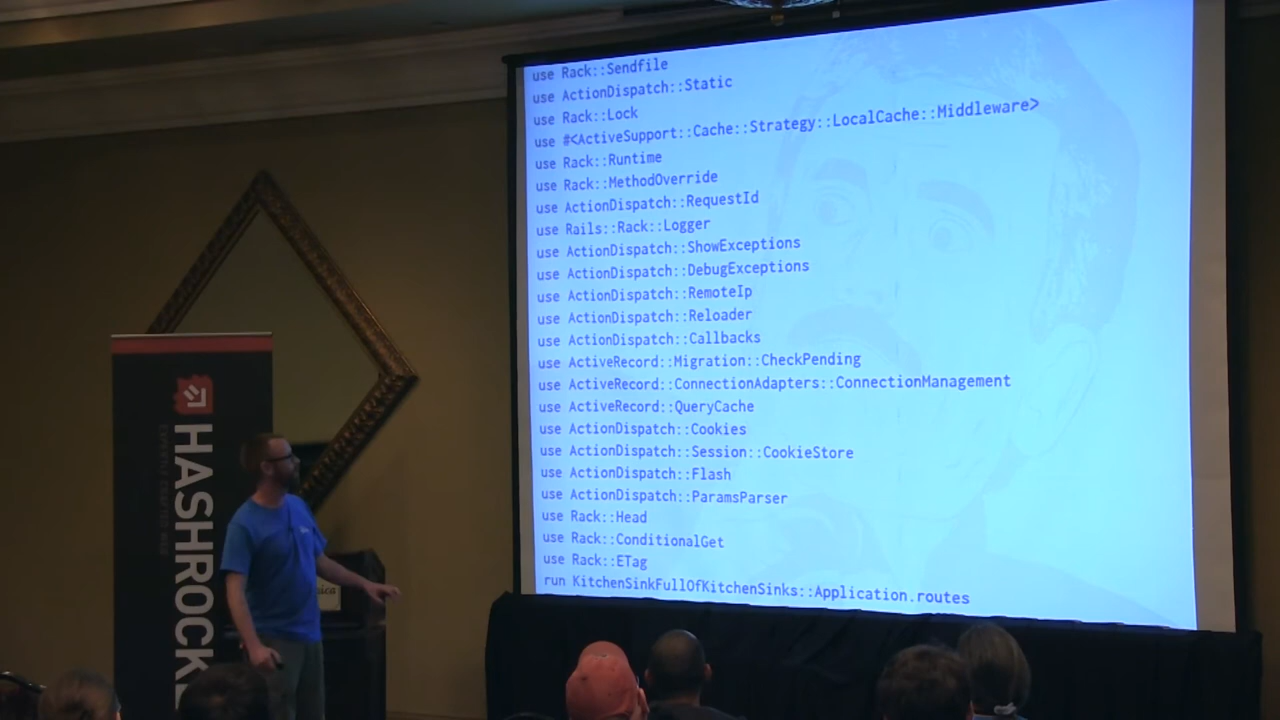 use Rack::Sendfile
use ActionDispatch::Static
use Rack::Lock
use #<ActiveSupport::Cache::Strategy::LocalCache::Middleware>
use Rack::Runtime
use Rack::MethodOverride
use ActionDispatch::RequestId
use Rails::Rack::Logger
use ActionDispatch::ShowExceptions
use ActionDispatch::DebugExceptions
use ActionDispatch::RemoteIp
use ActionDispatch::Reloader
use ActionDispatch::Callbacks
use ActiveRecord::Migration::CheckPending
use ActiveRecord::ConnectionAdapters::ConnectionManagement
use ActiveRecord::QueryCache
use ActionDispatch::Cookies
use ActionDispatch::Session::CookieStore
use ActionDispatch::Flash
use ActionDispatch::ParamsParser
use Rack::Head
use Rack::ConditionalGet
use Rack::ETag
run KitchenSinkFullOfKitchenSinks::Application.routes
HASHROCK